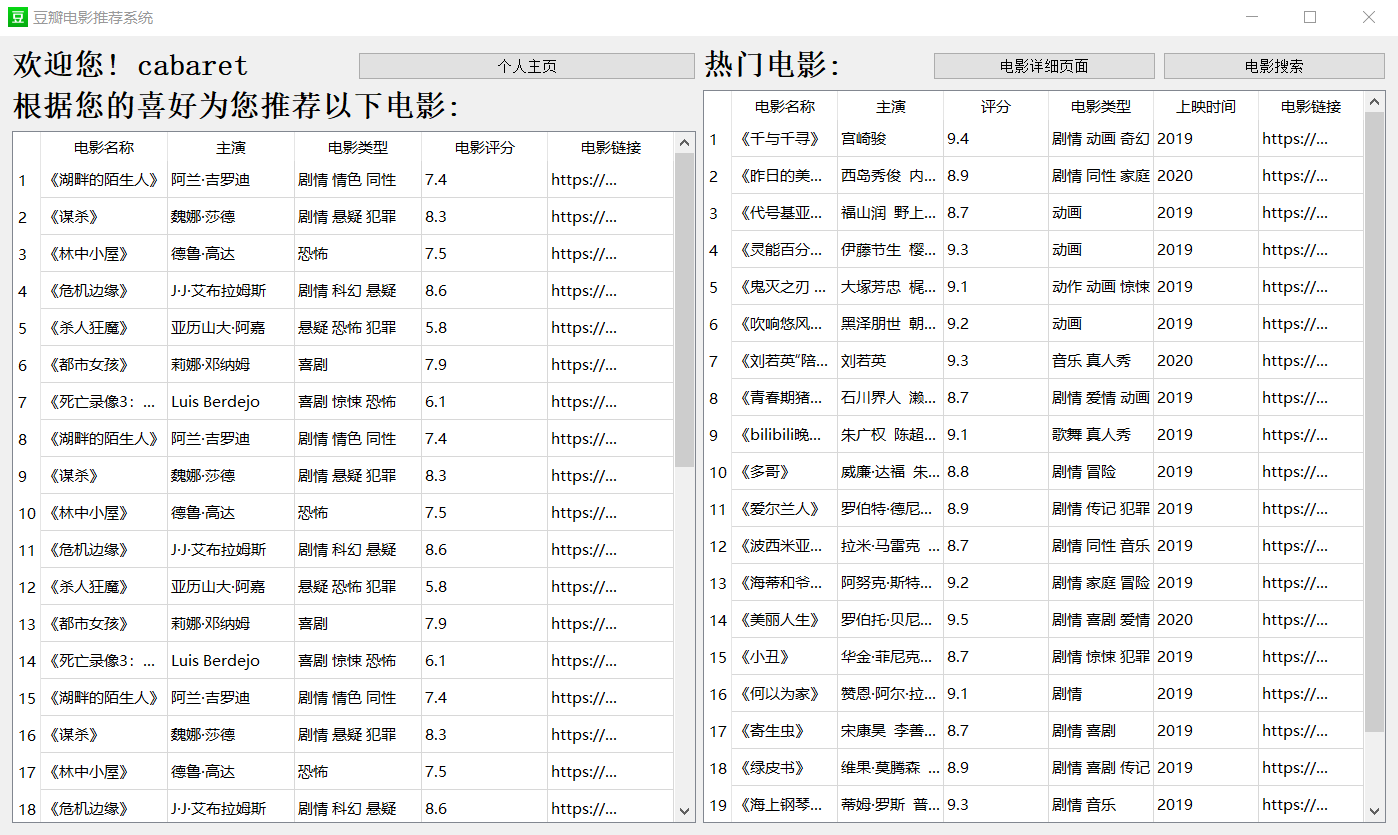 豆 豆瓣电影推荐系统
欢迎您！cabaret 个人主页
根据您的喜好为您推荐以下电影：
电影名称 主演 电影类型 电影评分 电影链接
1 《湖畔的陌生人》 阿兰·吉罗迪 剧情 情色 同性 7.4 https://...
2 《谋杀》 魏娜·莎德 剧情 悬疑 犯罪 8.3 https://...
3 《林中小屋》 德鲁·高达 恐怖 7.5 https://...
4 《危机边缘》 J·J·艾布拉姆斯 剧情 科幻 悬疑 8.6 https://...
5 《杀人狂魔》 亚历山大·阿嘉 悬疑 恐怖 犯罪 5.8 https://...
6 《都市女孩》 莉娜·邓纳姆 喜剧 7.9 https://...
7 《死亡录像3：... Luis Berdejo 喜剧 惊悚 恐怖 6.1 https://...
8 《湖畔的陌生人》 阿兰·吉罗迪 剧情 情色 同性 7.4 https://...
9 《谋杀》 魏娜·莎德 剧情 悬疑 犯罪 8.3 https://...
10 《林中小屋》 德鲁·高达 恐怖 7.5 https://...
11 《危机边缘》 J·J·艾布拉姆斯 剧情 科幻 悬疑 8.6 https://...
12 《杀人狂魔》 亚历山大·阿嘉 悬疑 恐怖 犯罪 5.8 https://...
13 《都市女孩》 莉娜·邓纳姆 喜剧 7.9 https://...
14 《死亡录像3：... Luis Berdejo 喜剧 惊悚 恐怖 6.1 https://...
15 《湖畔的陌生人》 阿兰·吉罗迪 剧情 情色 同性 7.4 https://...
16 《谋杀》 魏娜·莎德 剧情 悬疑 犯罪 8.3 https://...
17 《林中小屋》 德鲁·高达 恐怖 7.5 https://...
18 《危机边缘》 J·J·艾布拉姆斯 剧情 科幻 悬疑 8.6 https://...
热门电影： 电影详细页面 电影搜索
电影名称 主演 评分 电影类型 上映时间 电影链接
1 《千与千寻》 宫崎骏 9.4 剧情 动画 奇幻 2019 https://...
2 《昨日的美... 西岛秀俊 内... 8.9 剧情 同性 家庭 2020 https://...
3 《代号基亚... 福山润 野上... 8.7 动画 2019 https://...
4 《灵能百分... 伊藤节生 樱... 9.3 动画 2019 https://...
5 《鬼灭之刃 ... 大塚芳忠 梶... 9.1 动作 动画 惊悚 2019 https://...
6 《吹响悠风... 黑泽朋世 朝... 9.2 动画 2019 https://...
7 《刘若英“陪... 刘若英 9.3 音乐 真人秀 2020 https://...
8 《青春期猪... 石川界人 濑... 8.7 剧情 爱情 动画 2019 https://...
9 《bilibili晚... 朱广权 陈超... 9.1 歌舞 真人秀 2019 https://...
10 《多哥》 威廉·达福 朱... 8.8 剧情 冒险 2019 https://...
11 《爱尔兰人》 罗伯特·德尼... 8.9 剧情 传记 犯罪 2019 https://...
12 《波西米亚... 拉米·马雷克 ... 8.7 剧情 同性 音乐 2019 https://...
13 《海蒂和爷... 阿努克·斯特... 9.2 剧情 家庭 冒险 2019 https://...
14 《美丽人生》 罗伯托·贝尼... 9.5 剧情 喜剧 爱情 2020 https://...
15 《小丑》 华金·菲尼克... 8.7 剧情 惊悚 犯罪 2019 https://...
16 《何以为家》 赞恩·阿尔·拉... 9.1 剧情 2019 https://...
17 《寄生虫》 宋康昊 李善... 8.7 剧情 喜剧 2019 https://...
18 《绿皮书》 维果·莫腾森 ... 8.9 剧情 喜剧 传记 2019 https://...
19 《海上钢琴... 蒂姆·罗斯 普... 9.3 剧情 音乐 2019 https://...